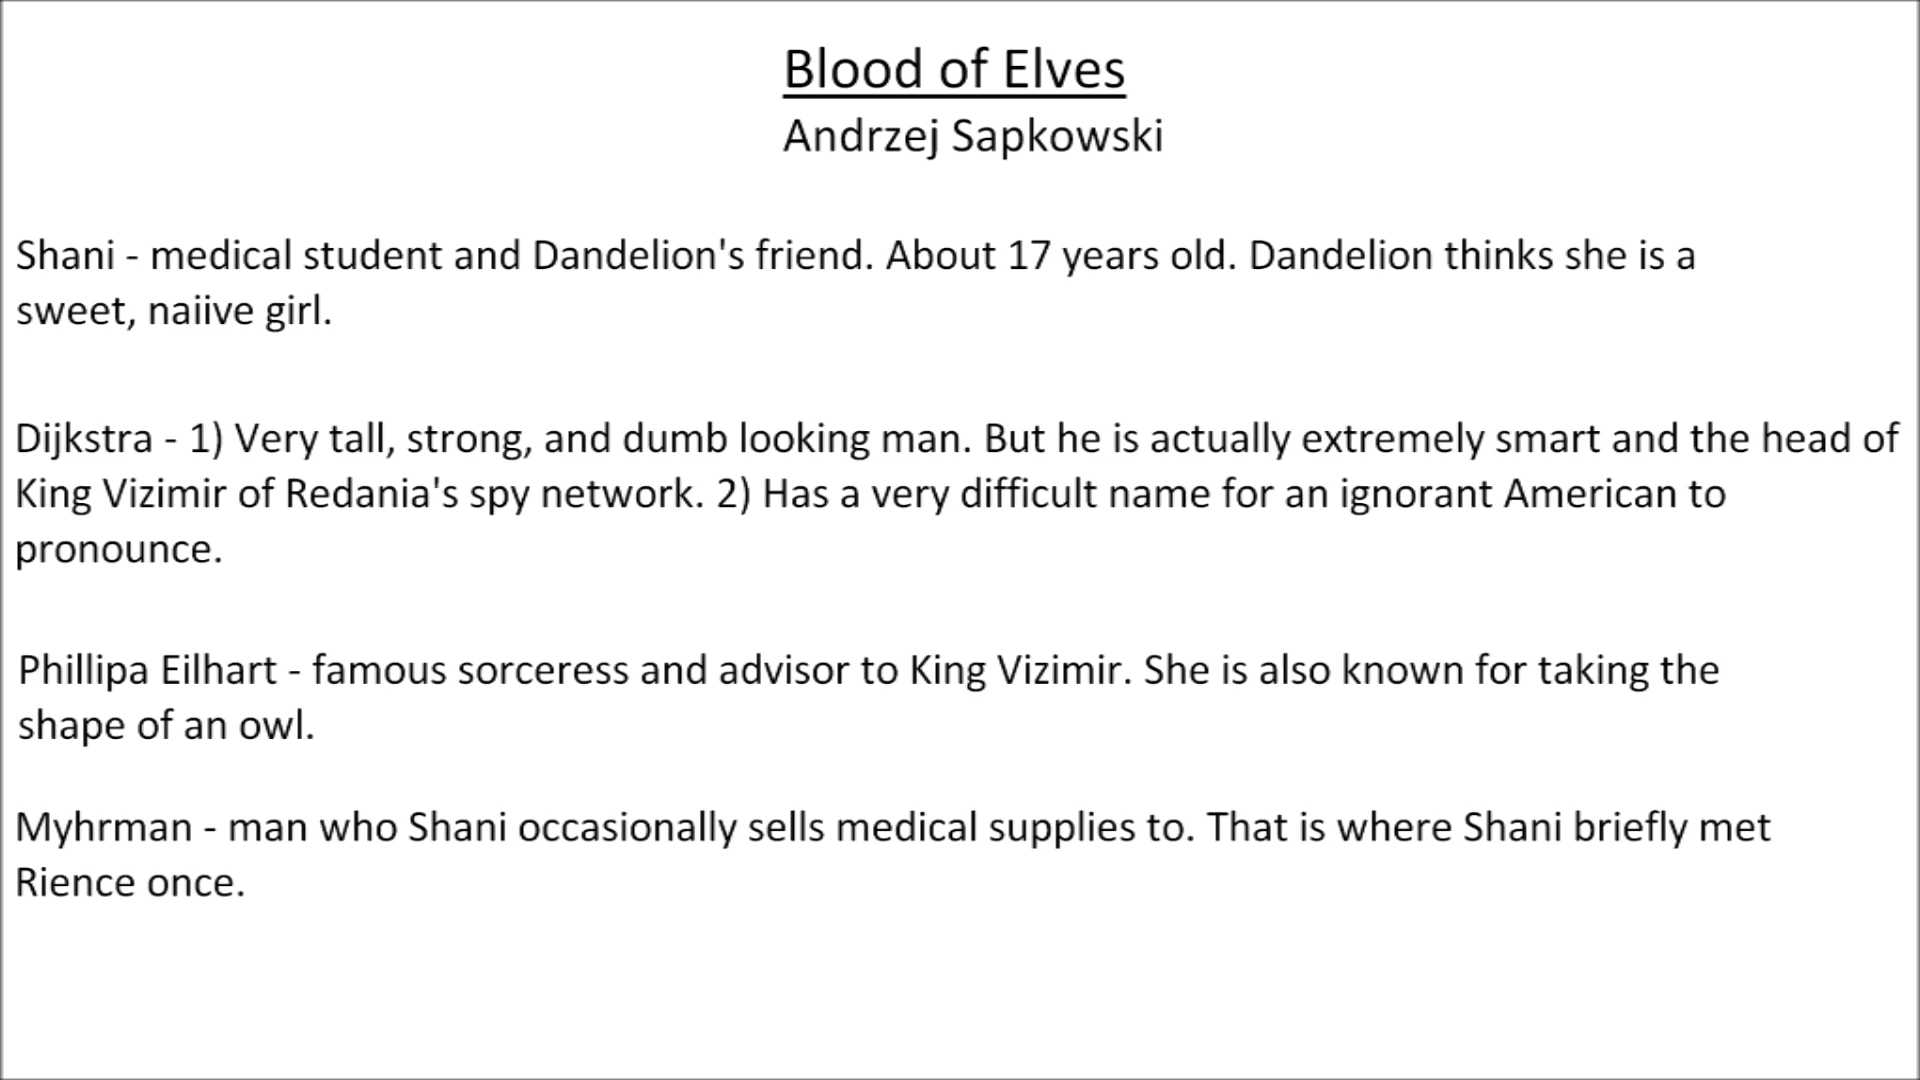 Blood of Elves
Andrzej Sapkowski
Shani - medical student and Dandelion's friend. About 17 years old. Dandelion thinks she is a
sweet, naiive girl.
Dijkstra - 1) Very tall, strong, and dumb looking man. But he is actually extremely smart and the head of
King Vizimir of Redania's spy network. 2) Has a very difficult name for an ignorant American to
pronounce.
Phillipa Eilhart - famous sorceress and advisor to King Vizimir. She is also known for taking the
shape of an owl.
Myhrman - man who Shani occasionally sells medical supplies to. That is where Shani briefly met
Rience once.